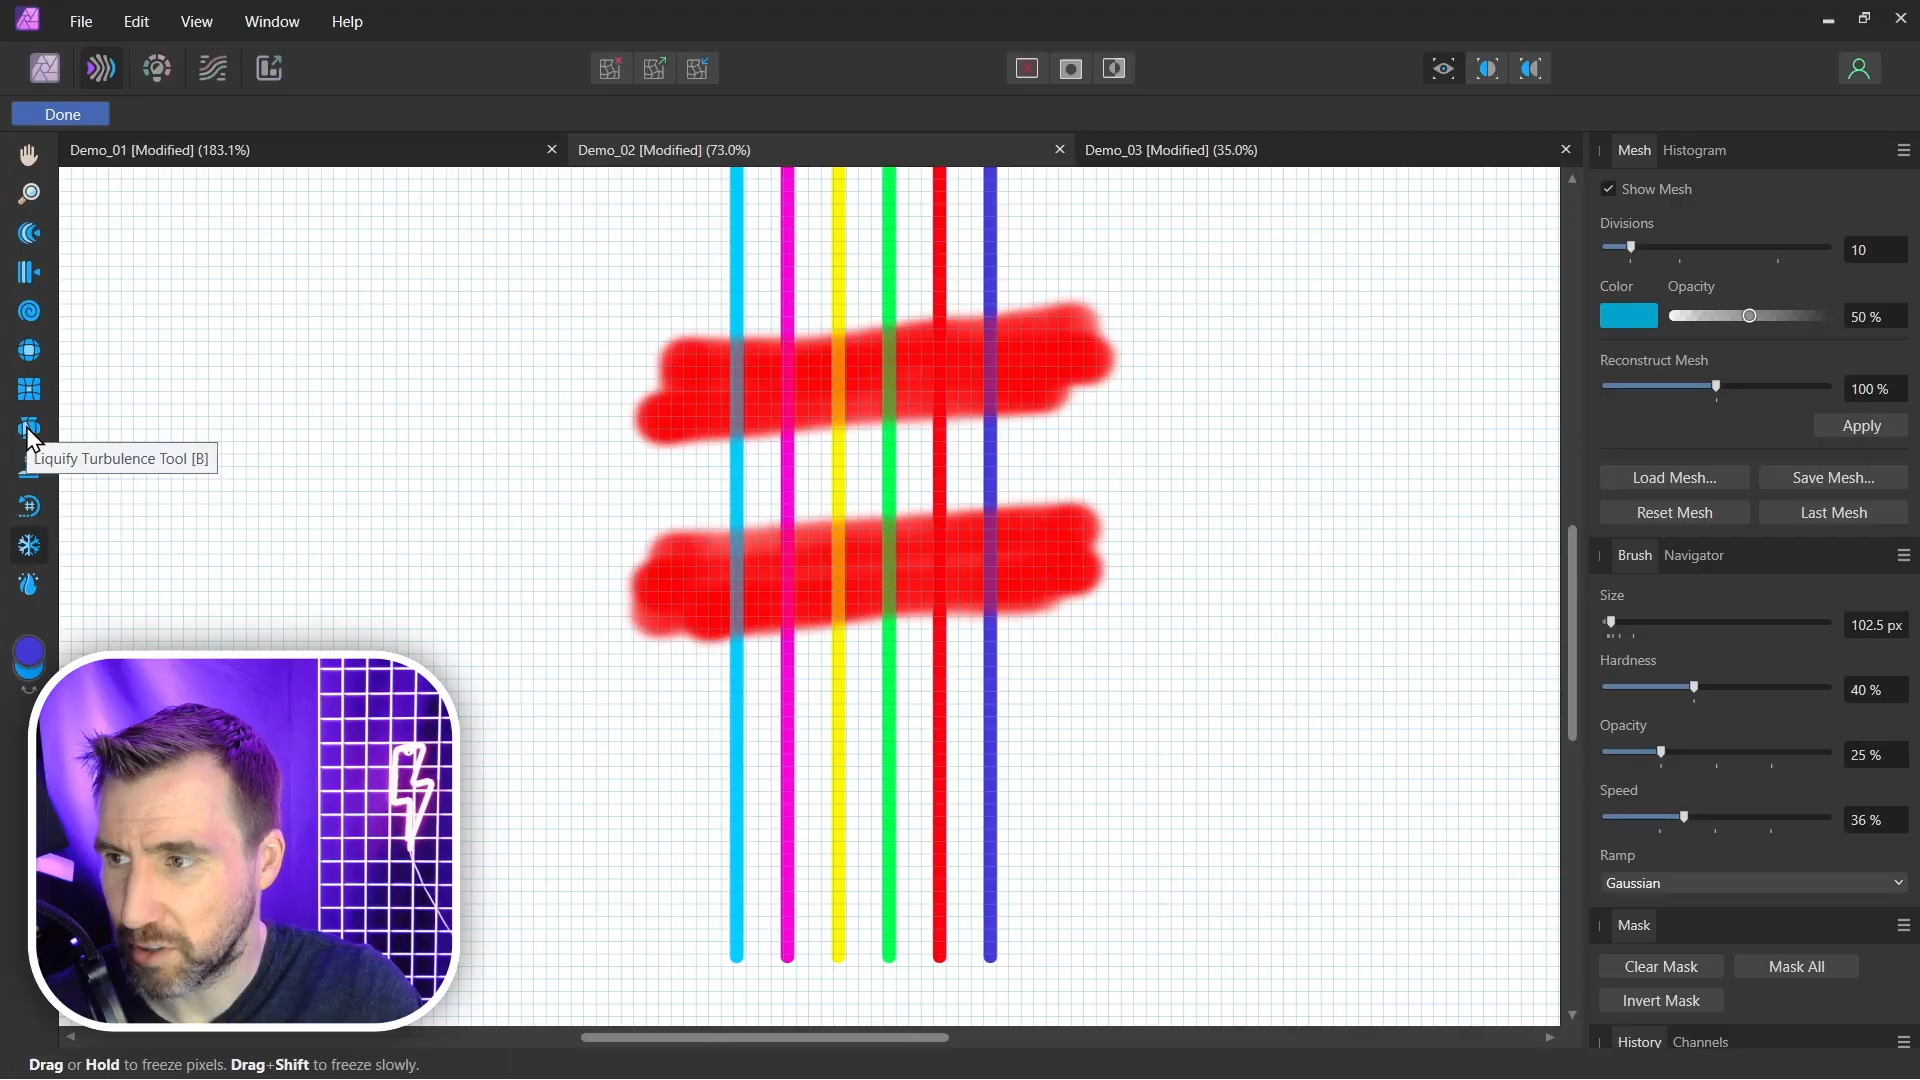 File Edit View Window Help
Done
Demo_01 [Modified] (183.1%)
Demo_02 [Modified] (73.0%)
Demo_03 [Modified] (35.0%)
Mesh Histogram
Show Mesh
Divisions
10
Color Opacity
50 %
Reconstruct Mesh
100 %
Apply
Load Mesh... Save Mesh...
Reset Mesh Last Mesh
Liquify Turbulence Tool [B]
Brush Navigator
Size
102.5 px
Hardness
40 %
Opacity
25 %
Speed
36 %
Ramp
Gaussian
Mask
Clear Mask Mask All
Invert Mask
History Channels
Drag or Hold to freeze pixels. Drag+Shift to freeze slowly.